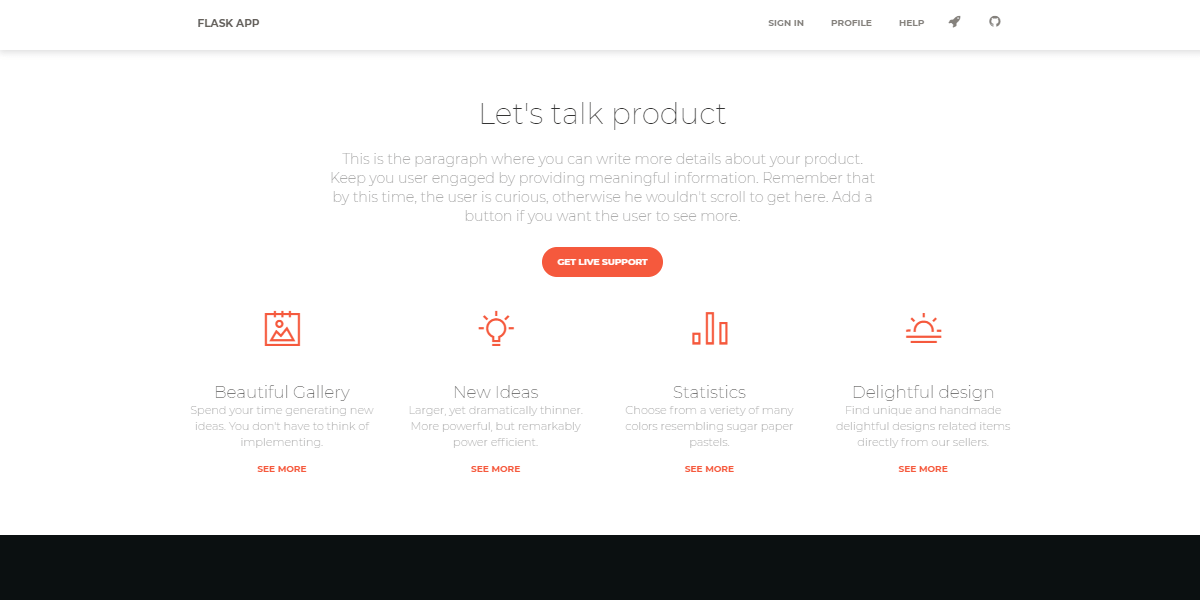 FLASK APP
SIGN IN PROFILE HELP
Let's talk product
This is the paragraph where you can write more details about your product.
Keep you user engaged by providing meaningful information. Remember that
by this time, the user is curious, otherwise he wouldn't scroll to get here. Add a
button if you want the user to see more.
GET LIVE SUPPORT
Beautiful Gallery
Spend your time generating new
ideas. You don't have to think of
implementing.
SEE MORE
New Ideas
Larger, yet dramatically thinner.
More powerful, but remarkably
power efficient.
SEE MORE
Statistics
Choose from a veriety of many
colors resembling sugar paper
pastels.
SEE MORE
Delightful design
Find unique and handmade
delightful designs related items
directly from our sellers.
SEE MORE